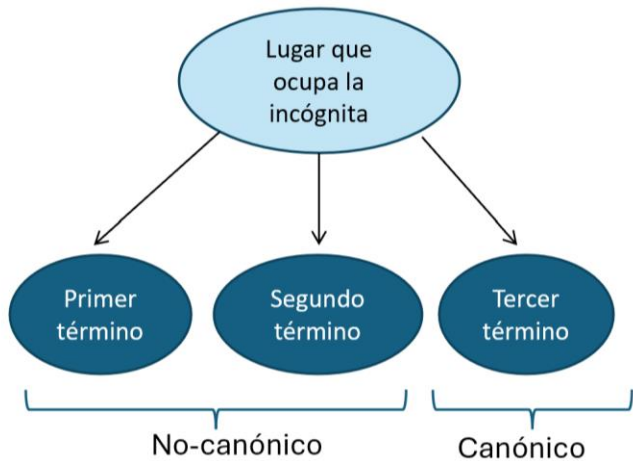 Lugar que
ocupa la
incógnita
Primer
término
Segundo
término
Tercer
término
No-canónico
Canónico